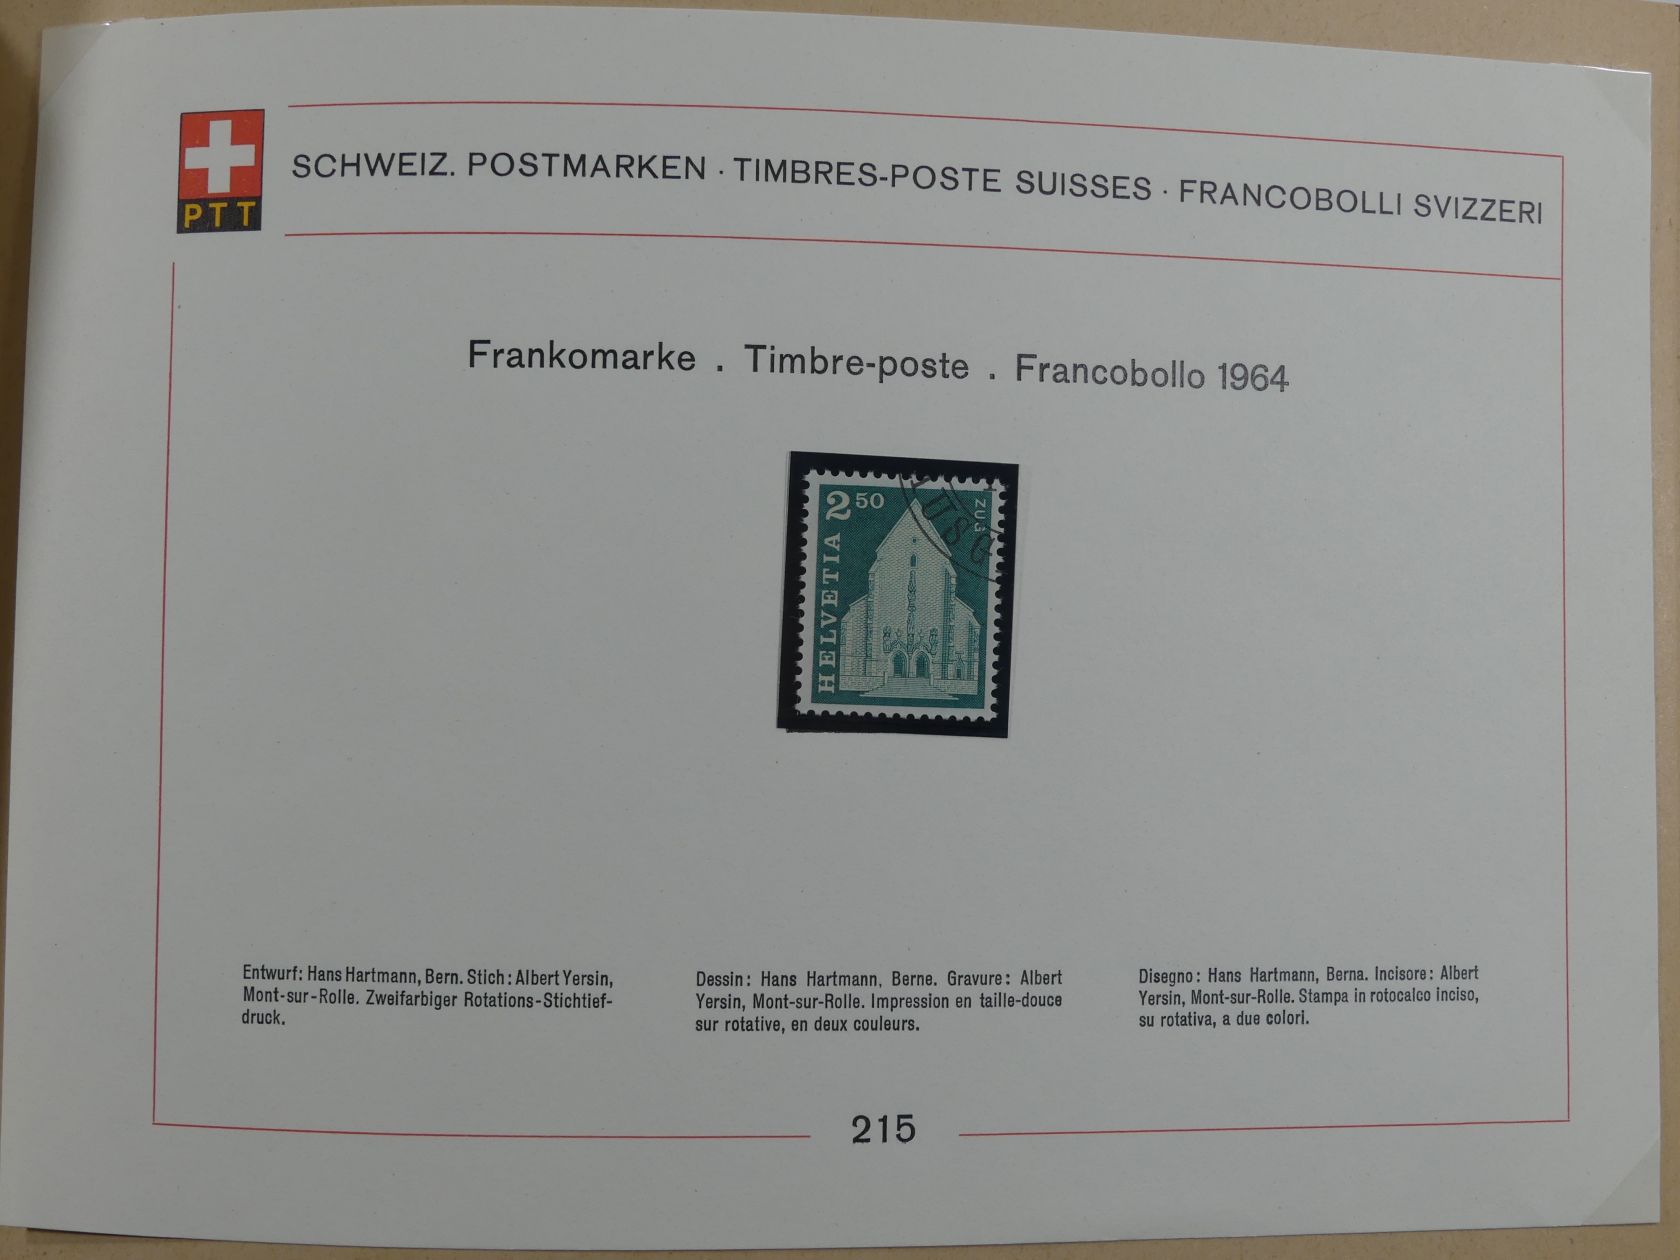 PTT
SCHWEIZ. POSTMARKEN · TIMBRES-POSTE SUISSES · FRANCOBOLLI SVIZZERI
Frankomarke . Timbre-poste . Francobollo 1964
2 50
HELVETIA
ZUG
AUSG
Entwurf: Hans Hartmann, Bern. Stich: Albert Yersin,
Mont-sur-Rolle. Zweifarbiger Rotations-Stichtief-
druck.
Dessin: Hans Hartmann, Berne. Gravure: Albert
Yersin, Mont-sur-Rolle. Impression en taille-douce
sur rotative, en deux couleurs.
Disegno: Hans Hartmann, Berna. Incisore: Albert
Yersin, Mont-sur-Rolle. Stampa in rotocalco inciso,
su rotativa, a due colori.
215